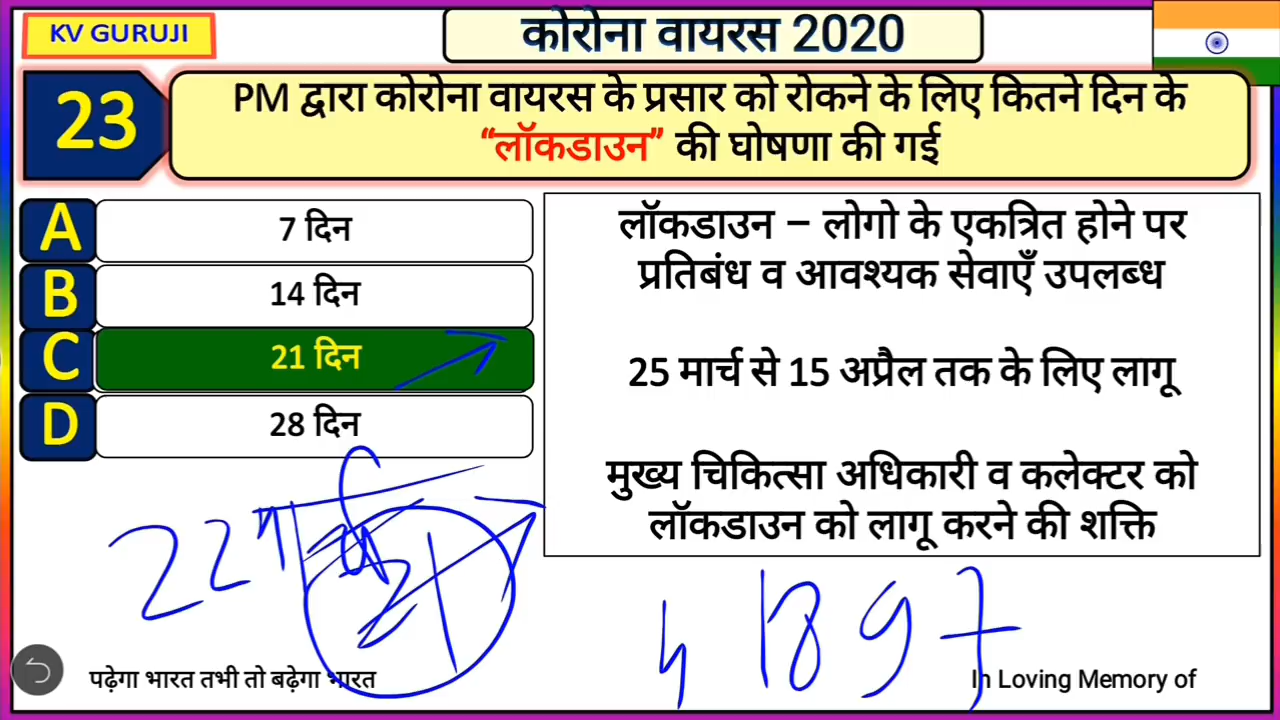 KV GURUJI
कोरोना वायरस 2020
23
PM द्वारा कोरोना वायरस के प्रसार को रोकने के लिए कितने दिन के
“लॉकडाउन” की घोषणा की गई
A
7 दिन
B
14 दिन
C
21 दिन
D
28 दिन
लॉकडाउन – लोगो के एकत्रित होने पर
प्रतिबंध व आवश्यक सेवाएँ उपलब्ध
25 मार्च से 15 अप्रैल तक के लिए लागू
मुख्य चिकित्सा अधिकारी व कलेक्टर को
लॉकडाउन को लागू करने की शक्ति
22
21
1897
पढ़ेगा भारत तभी तो बढ़ेगा भारत
In Loving Memory of